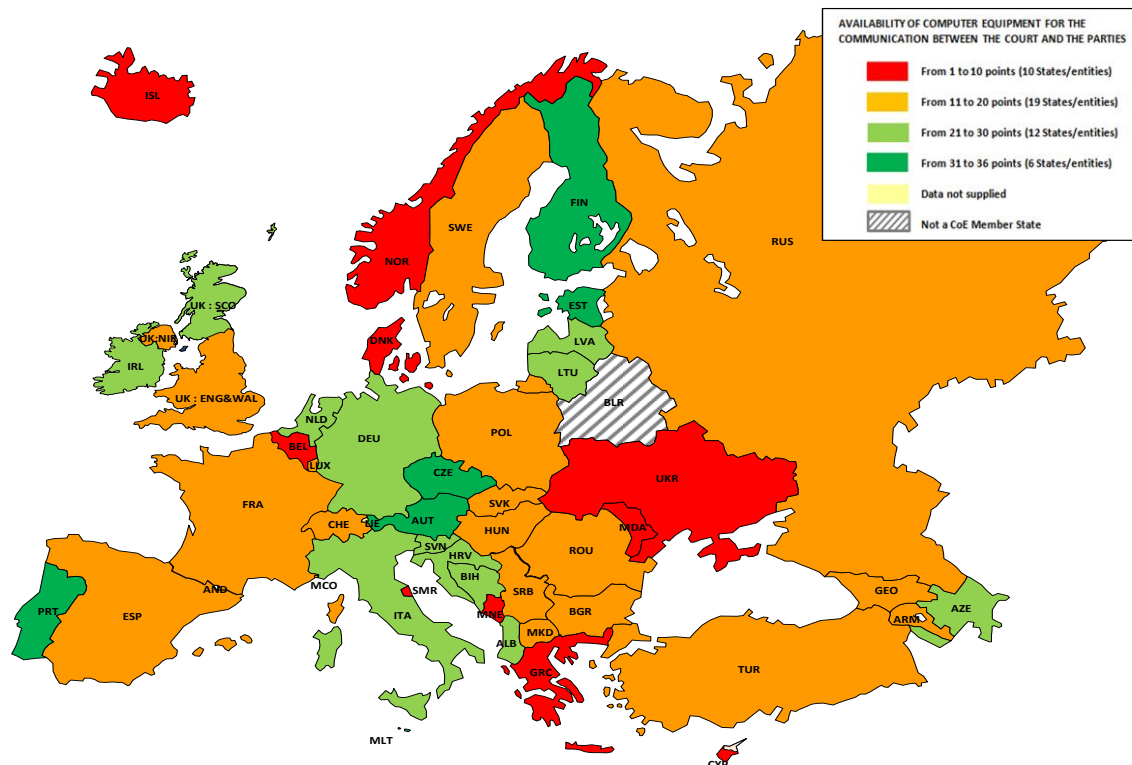 AVAILABILITY OF COMPUTER EQUIPMENT FOR THE
COMMUNICATION BETWEEN THE COURT AND THE PARTIES
From 1 to 10 points (10 States/entities)
From 11 to 20 points (19 States/entities)
From 21 to 30 points (12 States/entities)
From 31 to 36 points (6 States/entities)
Data not supplied
Not a CoE Member State
ISL
FIN
SWE
RUS
NOR
UK : SCO
EST
DNK
UK:NIR
LVA
IRL
LTU
UK : ENG&WAL
BLR
NLD
DEU
POL
BEL
LUX
CZE
UKR
FRA
SVK
CHE
LIE
AUT
MDA
HUN
SVN
ROU
HRV
BIH
MCO
SMR
AND
SRB
GEO
PRT
ESP
ITA
MNE
BGR
AZE
ARM
MKD
ALB
GRC
TUR
MLT
CYP